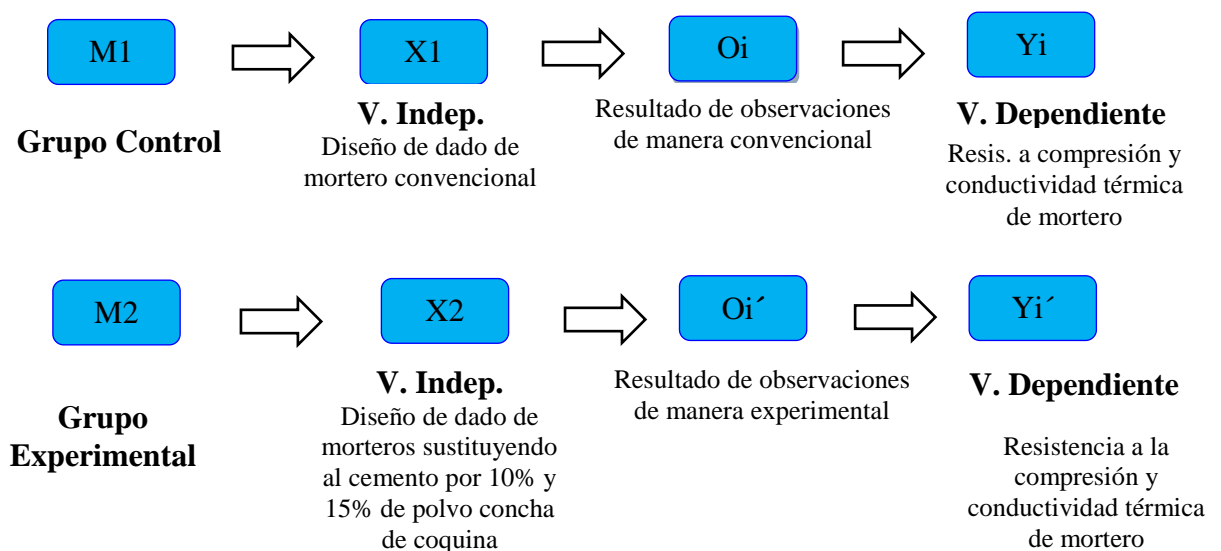 M1
X1
Oi
Yi
Grupo Control
V. Indep.
Diseño de dado de
mortero convencional
Resultado de observaciones
de manera convencional
V. Dependiente
Resis. a compresión y
conductividad térmica
de mortero
M2
X2
Oi´
Yi´
Grupo
Experimental
V. Indep.
Diseño de dado de
morteros sustituyendo
al cemento por 10% y
15% de polvo concha
de coquina
Resultado de observaciones
de manera experimental
V. Dependiente
Resistencia a la
compresión y
conductividad térmica
de mortero